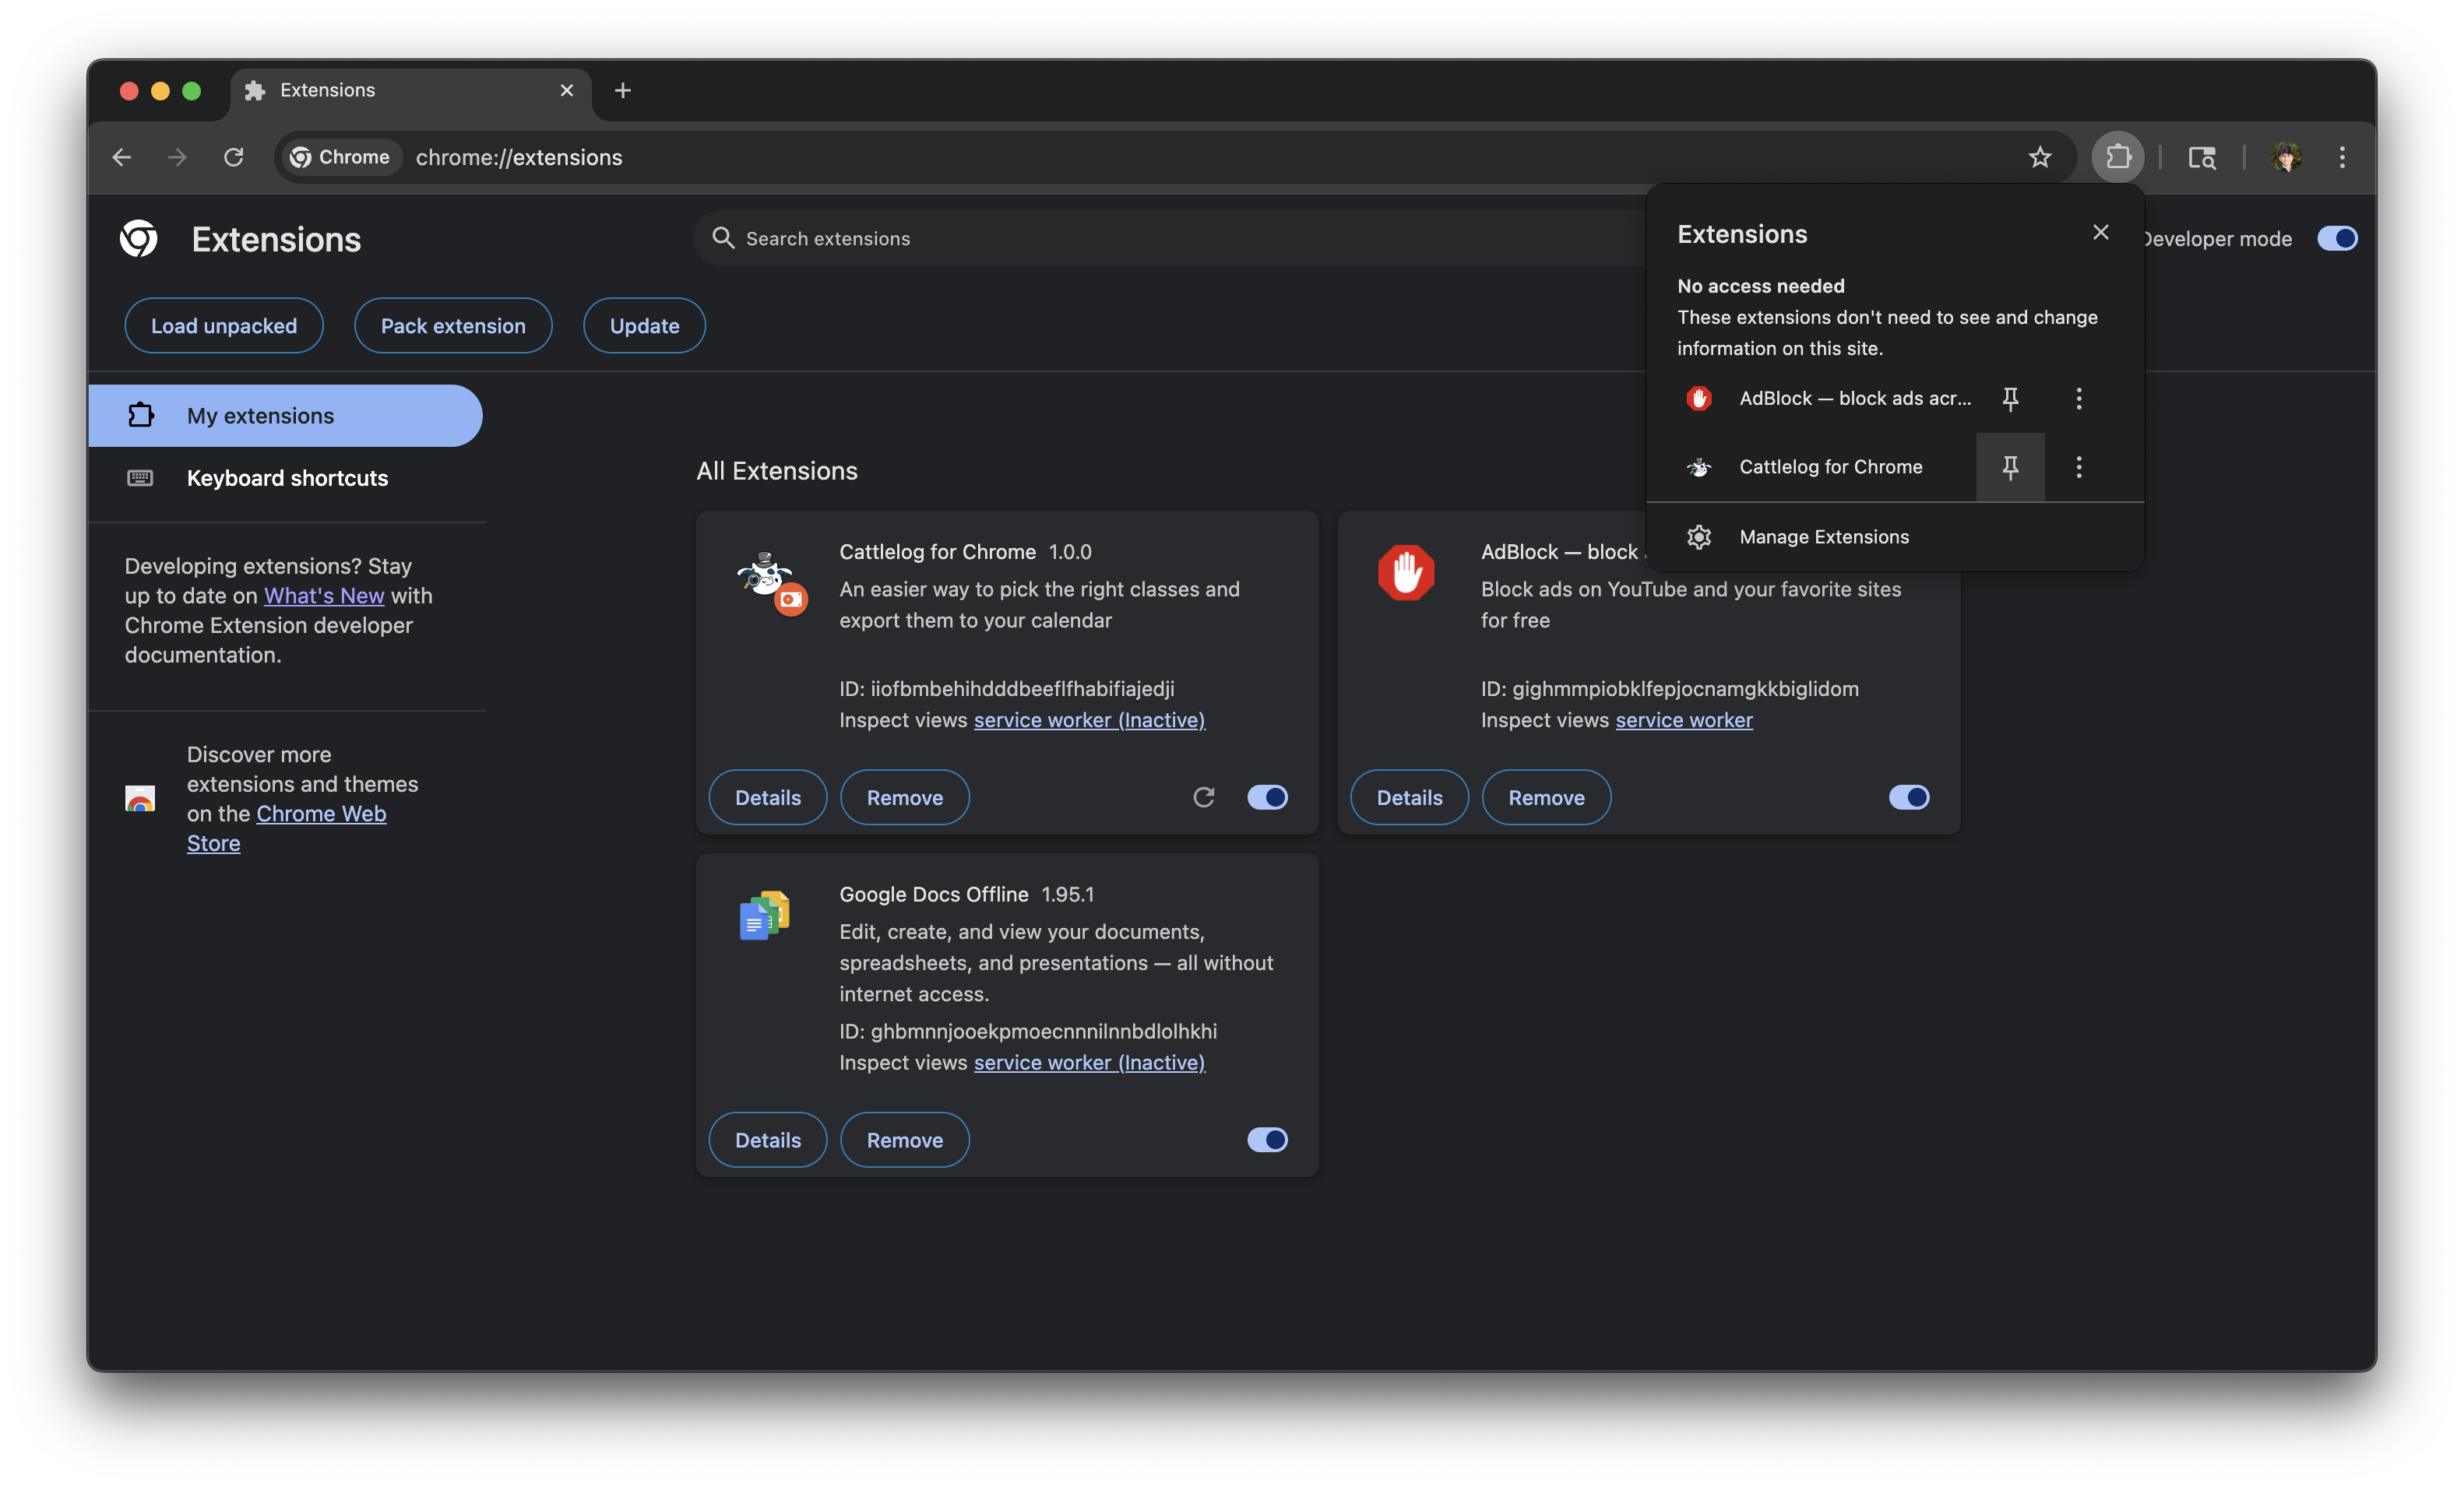 Extensions
Chrome
chrome://extensions
Extensions
Search extensions
Developer mode
Load unpacked
Pack extension
Update
Extensions
No access needed
These extensions don't need to see and change
information on this site.
AdBlock — block ads acr...
Cattlelog for Chrome
Manage Extensions
My extensions
Keyboard shortcuts
Developing extensions? Stay
up to date on What's New with
Chrome Extension developer
documentation.
Discover more
extensions and themes
on the Chrome Web
Store
All Extensions
Cattlelog for Chrome 1.0.0
An easier way to pick the right classes and
export them to your calendar
ID: iiofbmbehihdddbeeflfhabifiajedji
Inspect views service worker (Inactive)
Details
Remove
AdBlock — block
Block ads on YouTube and your favorite sites
for free
ID: gighmmpiobklfepjocnamgkkbiglidom
Inspect views service worker
Details
Remove
Google Docs Offline 1.95.1
Edit, create, and view your documents,
spreadsheets, and presentations — all without
internet access.
ID: ghbmnnjooekpmoecnnnilnnbdlolhkhi
Inspect views service worker (Inactive)
Details
Remove